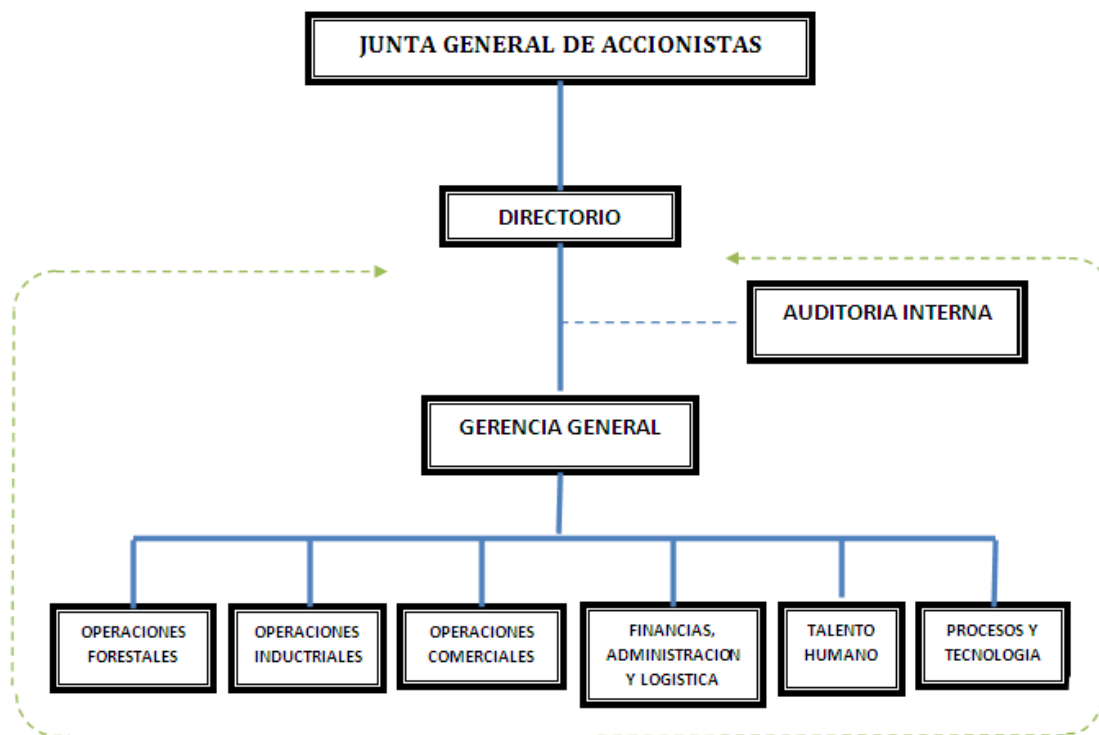 JUNTA GENERAL DE ACCIONISTAS
DIRECTORIO
AUDITORIA INTERNA
GERENCIA GENERAL
OPERACIONES
FORESTALES
OPERACIONES
INDUCTRIALES
OPERACIONES
COMERCIALES
FINANCIAS,
ADMINISTRACION
Y LOGISTICA
TALENTO
HUMANO
PROCESOS Y
TECNOLOGIA